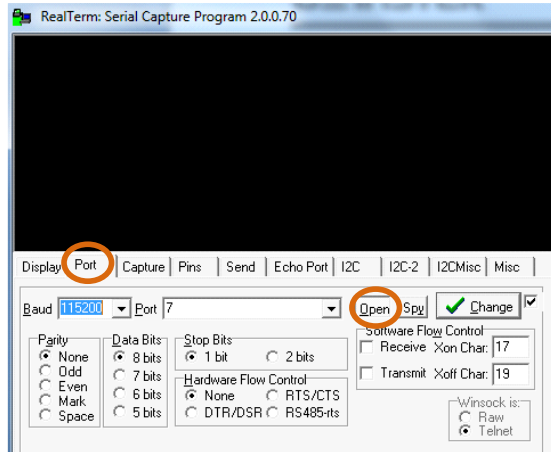 RealTerm: Serial Capture Program 2.0.0.70
Display Port Capture Pins Send Echo Port I2C I2C-2 I2CMisc Misc
Baud 115200 Port 7 Open Spy Change
Parity
None
Odd
Even
Mark
Space
Data Bits
8 bits
7 bits
6 bits
5 bits
Stop Bits
1 bit 2 bits
Hardware Flow Control
None RTS/CTS
DTR/DSR RS485-rts
Software Flow Control
Receive Xon Char: 17
Transmit Xoff Char: 19
Winsock is:
Raw
Telnet